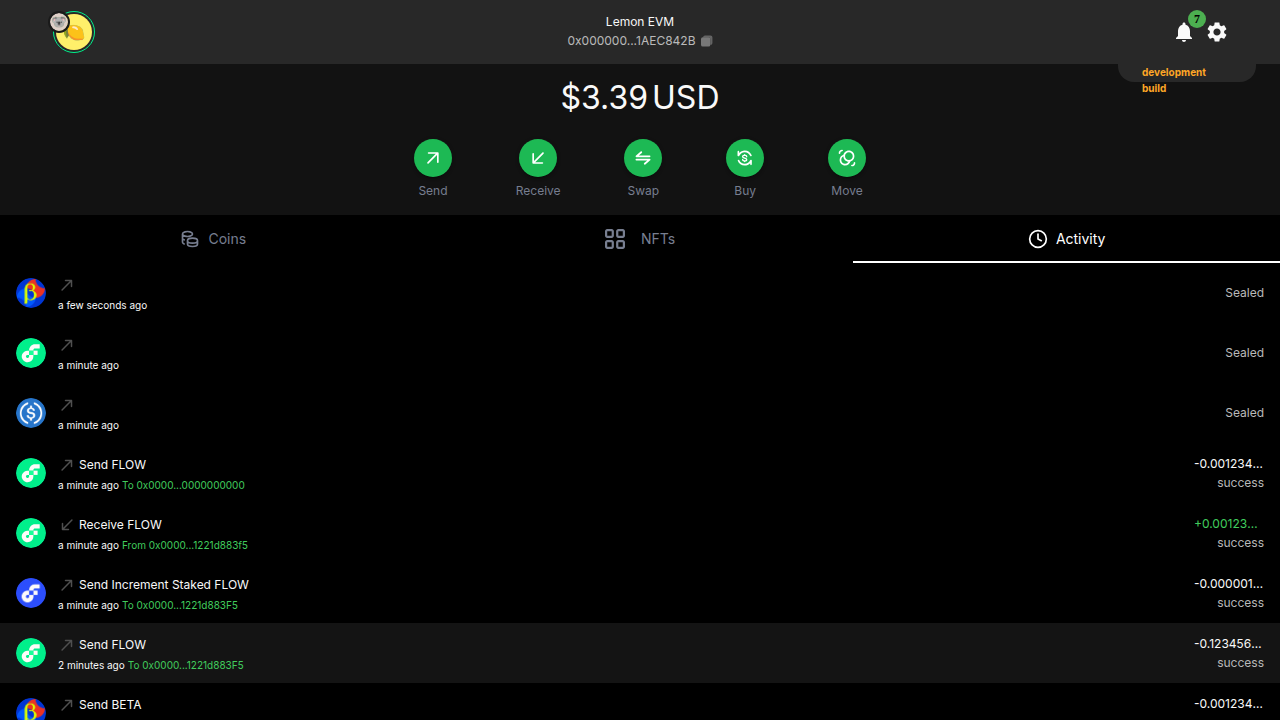 Lemon EVM
0x000000...1AEC842B
7
development
build
$3.39 USD
Send
Receive
Swap
Buy
Move
Coins
NFTs
Activity
a few seconds ago
Sealed
a minute ago
Sealed
a minute ago
Sealed
Send FLOW
-0.001234...
a minute ago To 0x0000...0000000000
success
Receive FLOW
+0.00123...
a minute ago From 0x0000...1221d883f5
success
Send Increment Staked FLOW
-0.000001...
a minute ago To 0x0000...1221d883F5
success
Send FLOW
-0.123456...
2 minutes ago To 0x0000...1221d883F5
success
Send BETA
-0.001234...